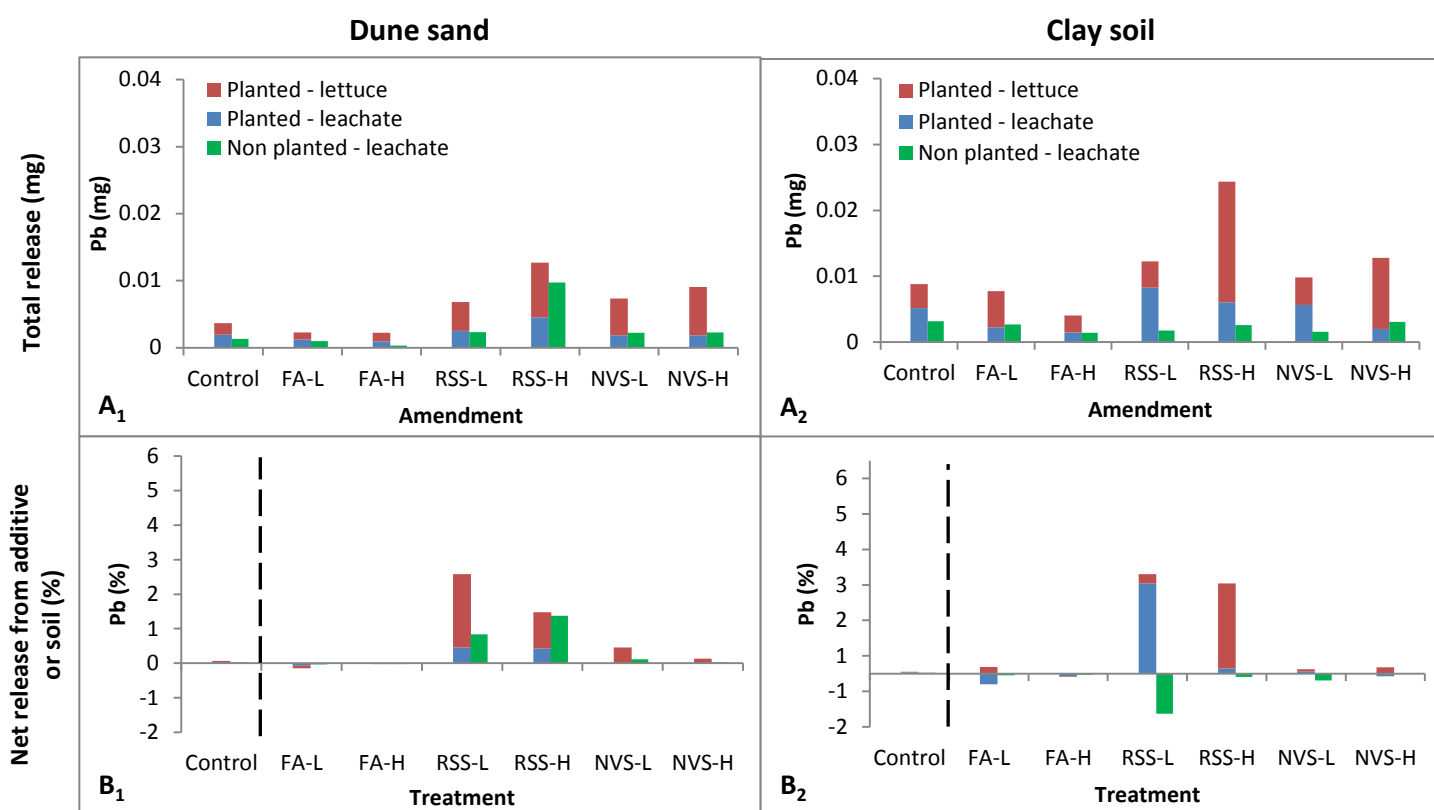 Dune sand
Clay soil
Total release (mg)
Pb (mg)
0.04
0.03
0.02
0.01
0
Planted - lettuce
Planted - leachate
Non planted - leachate
Control FA-L FA-H RSS-L RSS-H NVS-L NVS-H
A1
Amendment
Pb (mg)
0.04
0.03
0.02
0.01
0
Planted - lettuce
Planted - leachate
Non planted - leachate
Control FA-L FA-H RSS-L RSS-H NVS-L NVS-H
A2
Amendment
Net release from additive
or soil (%)
Pb (%)
6
5
4
3
2
1
0
-1
-2
Control FA-L FA-H RSS-L RSS-H NVS-L NVS-H
B1
Treatment
Pb (%)
6
5
4
3
2
1
-1
-2
Control FA-L FA-H RSS-L RSS-H NVS-L NVS-H
B2
Treatment